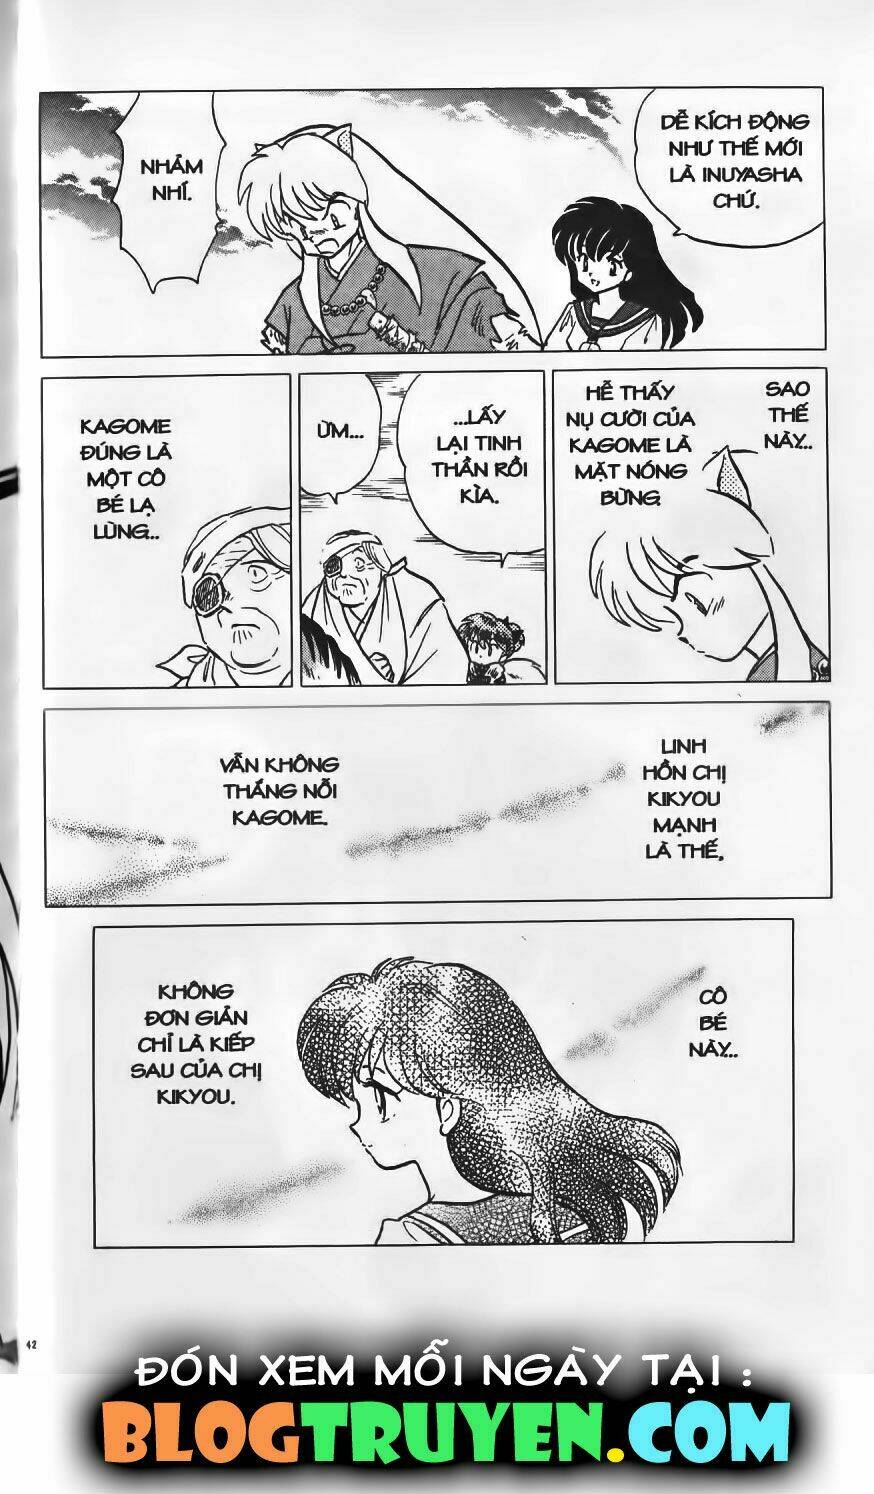 DỄ KÍCH ĐỘNG
NHƯ THẾ MỚI
LÀ INUYASHA
CHỨ.
NHẢM
NHÍ.
SAO
THẾ
NÀY...
HỄ THẤY
NỤ CƯỜI CỦA
KAGOME LÀ
MẶT NÓNG
BỪNG.
...LẤY
LẠI TINH
THẦN RỒI
KÌA.
ỪM...
KAGOME
ĐÚNG LÀ
MỘT CÔ
BÉ LẠ
LÙNG...
LINH
HỒN CHỊ
KIKYOU
MẠNH
LÀ THẾ,
VẪN KHÔNG
THẮNG NỖI
KAGOME.
CÔ
BÉ
NÀY...
KHÔNG
ĐƠN GIẢN
CHỈ LÀ KIẾP
SAU CỦA CHỊ
KIKYOU.
42
ĐÓN XEM MỖI NGÀY TẠI :
BLOGTRUYEN.COM